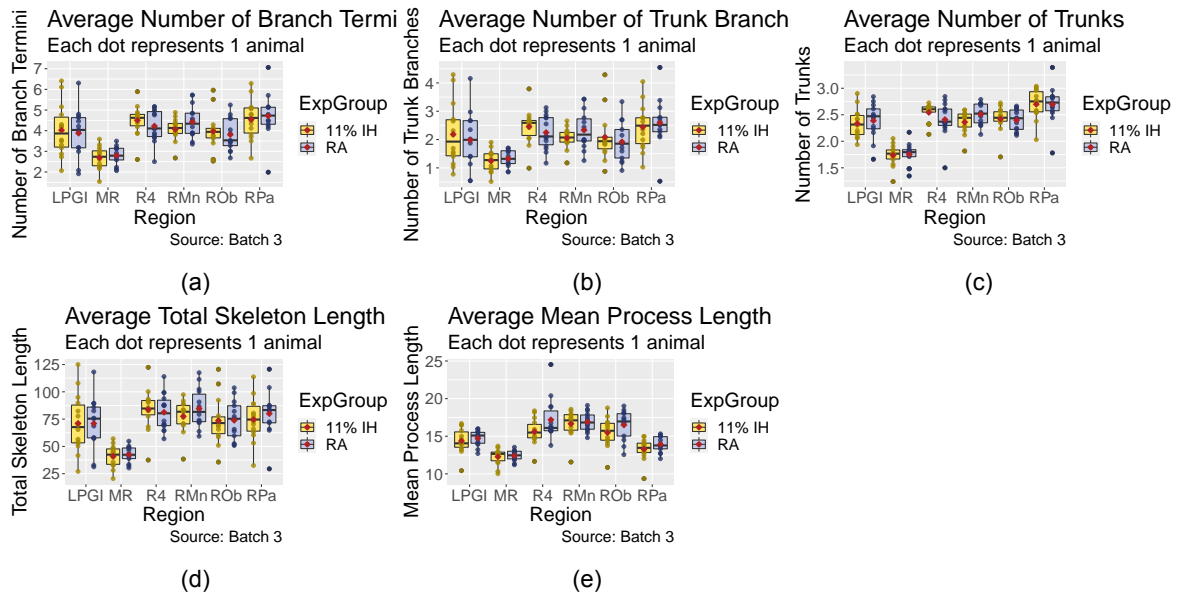 Average Number of Branch Termi
Each dot represents 1 animal
Number of Branch Termini
7
6
5
4
3
2
LPGI MR R4 RMn ROb RPa
Region
Source: Batch 3
ExpGroup
11% IH
RA
(a)
Average Number of Trunk Branch
Each dot represents 1 animal
Number of Trunk Branches
4
3
2
1
LPGI MR R4 RMn ROb RPa
Region
Source: Batch 3
ExpGroup
11% IH
RA
(b)
Average Number of Trunks
Each dot represents 1 animal
Number of Trunks
3.0
2.5
2.0
1.5
LPGI MR R4 RMn ROb RPa
Region
Source: Batch 3
ExpGroup
11% IH
RA
(c)
Average Total Skeleton Length
Each dot represents 1 animal
Total Skeleton Length
125
100
75
50
25
LPGI MR R4 RMn ROb RPa
Region
Source: Batch 3
ExpGroup
11% IH
RA
(d)
Average Mean Process Length
Each dot represents 1 animal
Mean Process Length
25
20
15
10
LPGI MR R4 RMn ROb RPa
Region
Source: Batch 3
ExpGroup
11% IH
RA
(e)